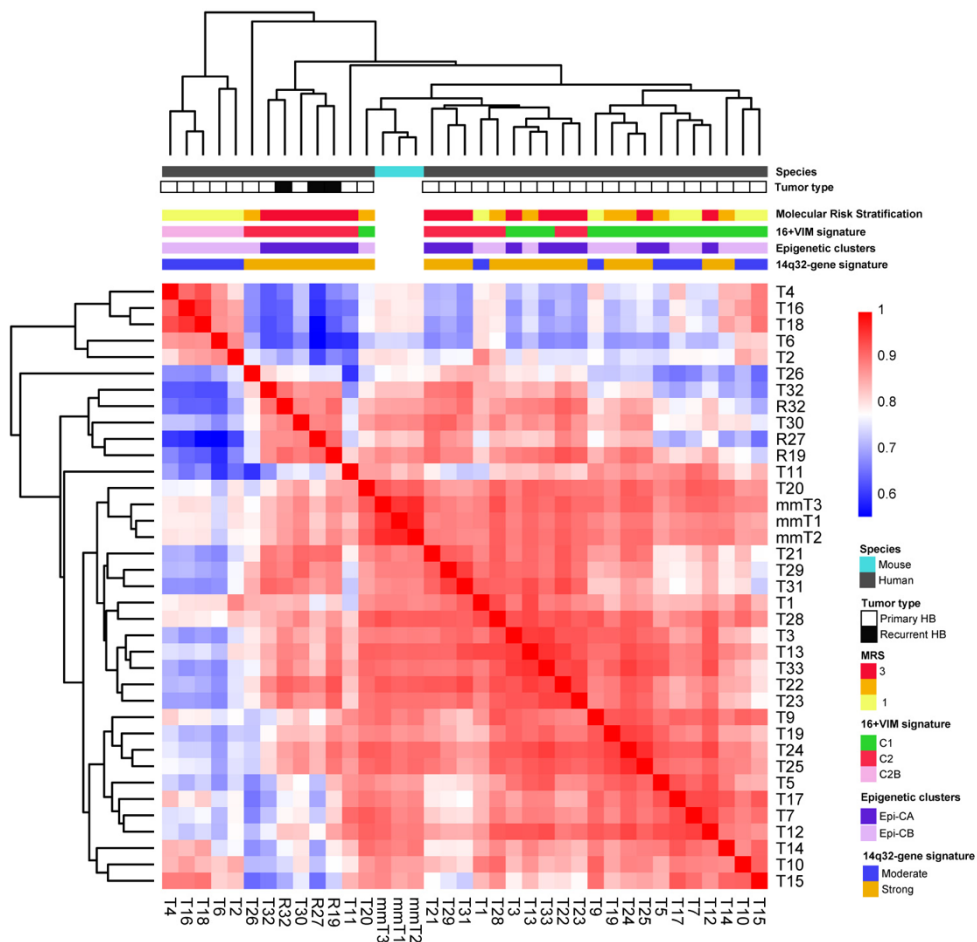 Species
Tumor type
Molecular Risk Stratification
16+VIM signature
Epigenetic clusters
14q32-gene signature
T4
T16
T18
T6
T2
T26
T32
R32
T30
R27
R19
T11
T20
mmT3
mmT1
mmT2
T21
T29
T31
T1
T28
T3
T13
T33
T22
T23
T9
T19
T24
T25
T5
T17
T7
T12
T14
T10
T15
1
0.9
0.8
0.7
0.6
Species
Mouse
Human
Tumor type
Primary HB
Recurrent HB
MRS
3
1
16+VIM signature
C1
C2
C2B
Epigenetic clusters
Epi-CA
Epi-CB
14q32-gene signature
Moderate
Strong
T4 T16 T18 T6 T2 T26 T32 R32 T30 R27 R19 T11 T20 mmT3 mmT1 mmT2 T21 T29 T31 T1 T28 T3 T13 T33 T22 T23 T9 T19 T24 T25 T5 T17 T7 T12 T14 T10 T15